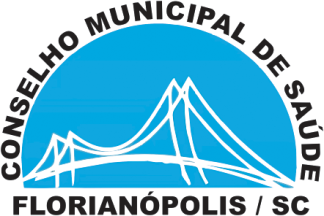 CONSELHO MUNICIPAL DE SAÚDE
FLORIANÓPOLIS / SC